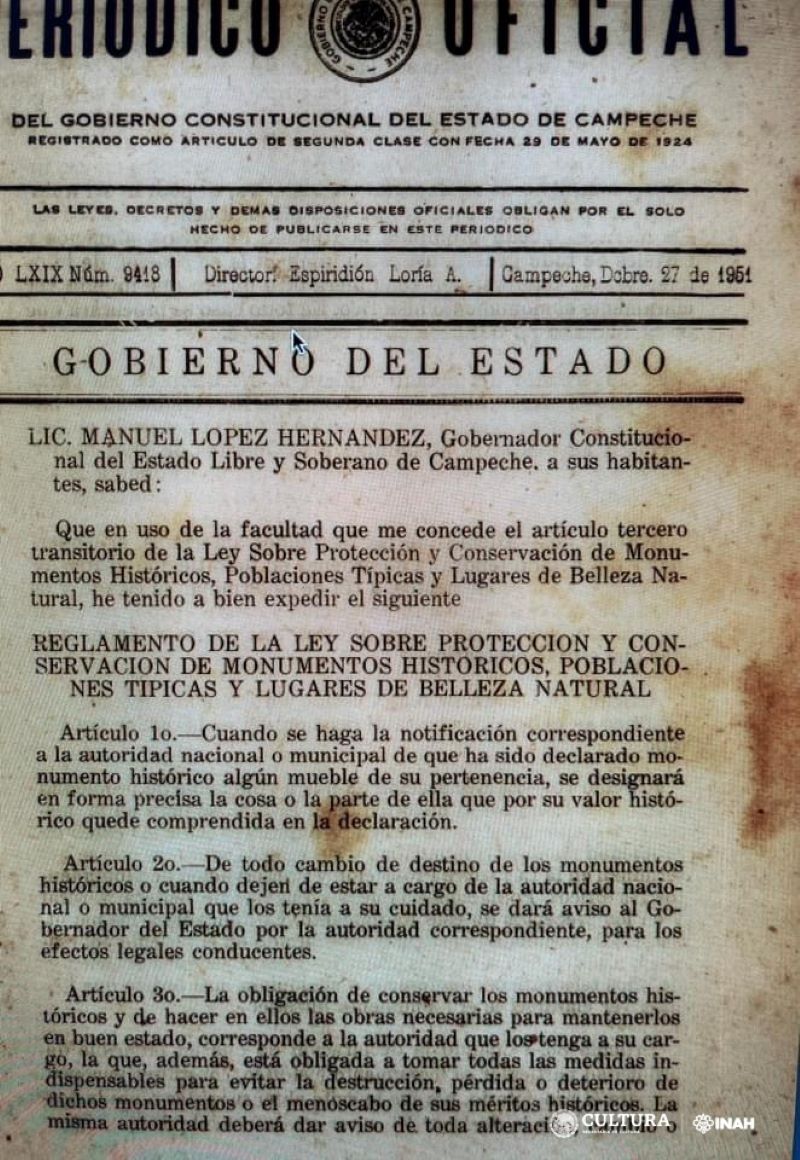 ERIODICO OFICIAL
GOBIERNO CAMPECHE
DEL GOBIERNO CONSTITUCIONAL DEL ESTADO DE CAMPECHE
REGISTRADO COMO ARTICULO DE SEGUNDA CLASE CON FECHA 29 DE MAYO DE 1924
LAS LEYES, DECRETOS Y DEMAS DISPOSICIONES OFICIALES OBLIGAN POR EL SOLO
HECHO DE PUBLICARSE EN ESTE PERIODICO
LXIX Núm. 9418 | Director: Espiridión Loría A. | Campeche, Dcbre. 27 de 1951
GOBIERNO DEL ESTADO
LIC. MANUEL LOPEZ HERNANDEZ, Gobernador Constitucio-
nal del Estado Libre y Soberano de Campeche. a sus habitan-
tes, sabed:
Que en uso de la facultad que me concede el artículo tercero
transitorio de la Ley Sobre Protección y Conservación de Monu-
mentos Históricos, Poblaciones Típicas y Lugares de Belleza Na-
tural, he tenido a bien expedir el siguiente
REGLAMENTO DE LA LEY SOBRE PROTECCION Y CON-
SERVACION DE MONUMENTOS HISTORICOS, POBLACIO-
NES TIPICAS Y LUGARES DE BELLEZA NATURAL
Artículo 1o.—Cuando se haga la notificación correspondiente
a la autoridad nacional o municipal de que ha sido declarado mo-
numento histórico algún mueble de su pertenencia, se designará
en forma precisa la cosa o la parte de ella que por su valor histó-
rico quede comprendida en la declaración.
Artículo 2o.—De todo cambio de destino de los monumentos
históricos o cuando dejen de estar a cargo de la autoridad nacio-
nal o municipal que los tenía a su cuidado, se dará aviso al Go-
bernador del Estado por la autoridad correspondiente, para los
efectos legales conducentes.
Artículo 3o.—La obligación de conservar los monumentos his-
tóricos y de hacer en ellos las obras necesarias para mantenerlos
en buen estado, corresponde a la autoridad que los tenga a su car-
go, la que, además, está obligada a tomar todas las medidas in-
dispensables para evitar la destrucción, pérdida o deterioro de
dichos monumentos o el menoscabo de sus méritos históricos. La
misma autoridad deberá dar aviso de toda
CULTURA
INAH